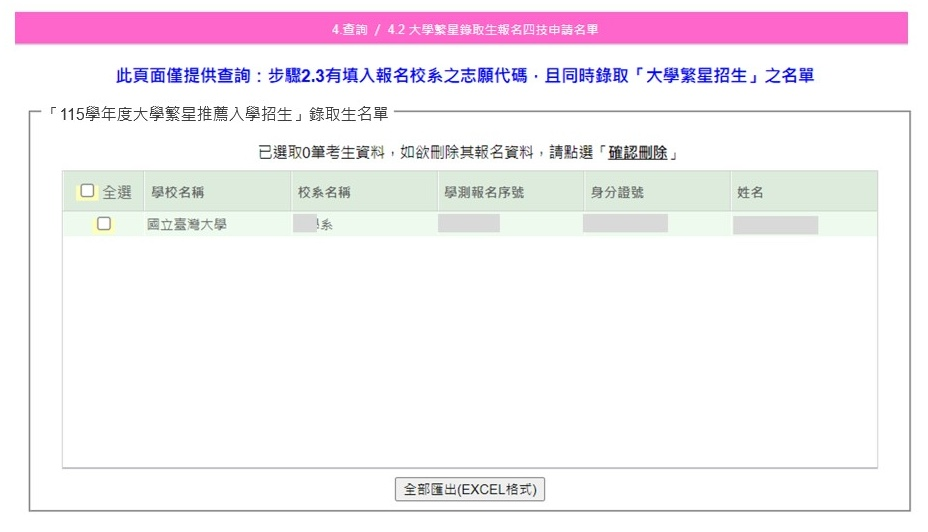 4.查詢 / 4.2 大學繁星錄取生報名四技申請名單
此頁面僅提供查詢：步驟2.3有填入報名校系之志願代碼，且同時錄取「大學繁星招生」之名單
「115學年度大學繁星推薦入學招生」錄取生名單
已選取0筆考生資料，如欲刪除其報名資料，請點選「確認刪除」
全選 學校名稱 校系名稱 學測報名序號 身分證號 姓名
國立臺灣大學 系
全部匯出(EXCEL格式)